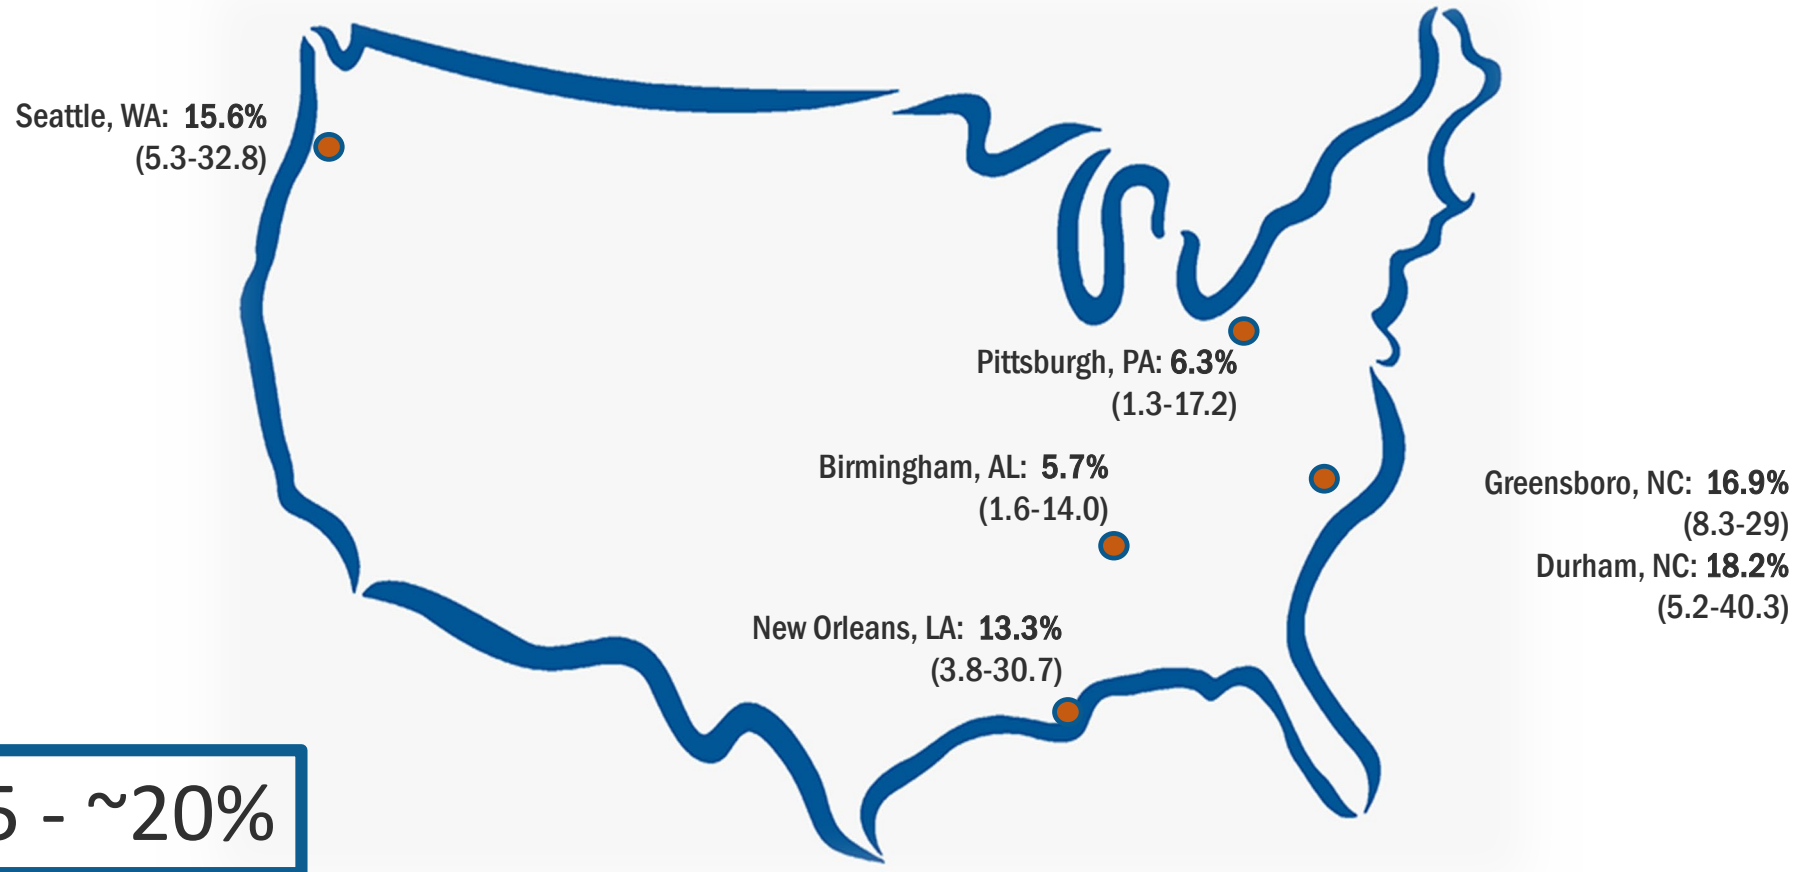 Seattle, WA: 15.6%
(5.3-32.8)
Pittsburgh, PA: 6.3%
(1.3-17.2)
Birmingham, AL: 5.7%
(1.6-14.0)
Greensboro, NC: 16.9%
(8.3-29)
Durham, NC: 18.2%
(5.2-40.3)
New Orleans, LA: 13.3%
(3.8-30.7)
5 - ~20%